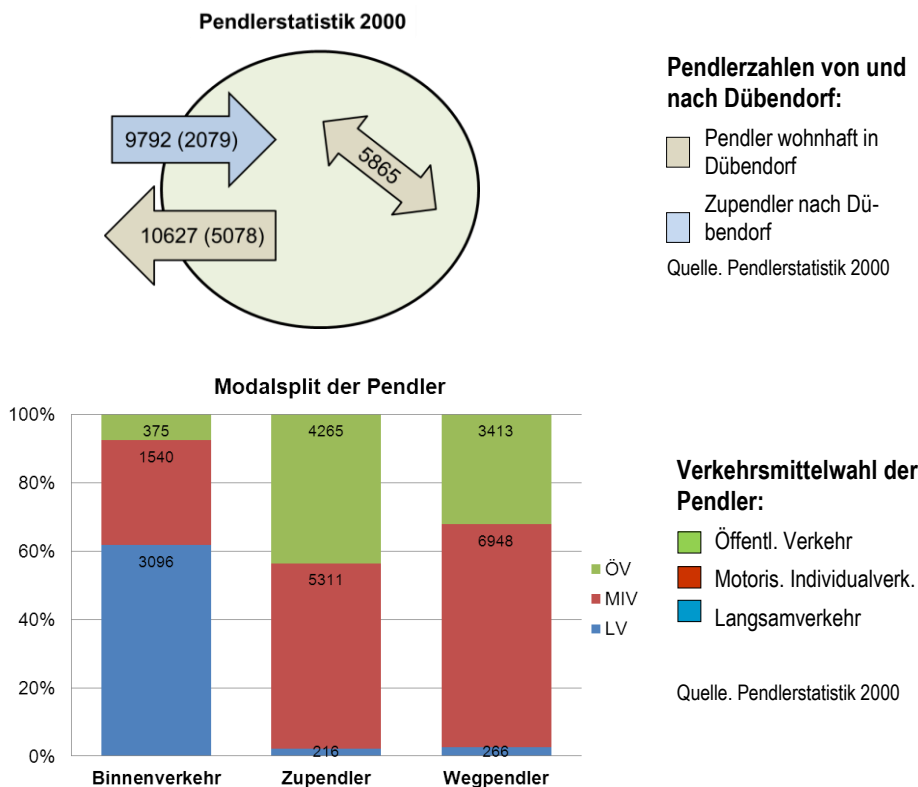 Pendlerstatistik 2000
9792 (2079)
5865
10627 (5078)
Pendlerzahlen von und
nach Dübendorf:
Pendler wohnhaft in
Dübendorf
Zupendler nach Dü-
bendorf
Quelle. Pendlerstatistik 2000
Modalsplit der Pendler
100%
80%
60%
40%
20%
0%
375
1540
3096
4265
5311
216
3413
6948
266
Binnenverkehr
Zupendler
Wegpendler
ÖV
MIV
LV
Verkehrsmittelwahl der
Pendler:
Öffentl. Verkehr
Motoris. Individualverk.
Langsamverkehr
Quelle. Pendlerstatistik 2000